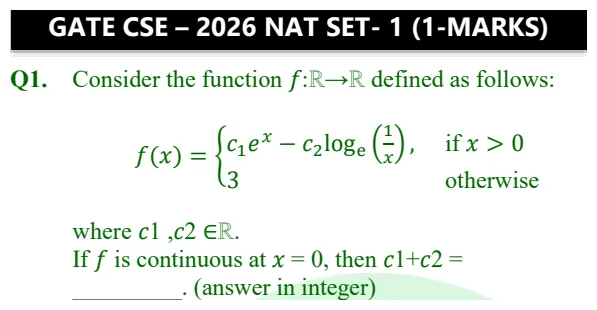 GATE CSE – 2026 NAT SET- 1 (1-MARKS)
Q1. Consider the function f:ℝ→ℝ defined as follows:
f(x) = {c₁eˣ − c₂logₑ(1/x), if x > 0
3 otherwise
where c1 ,c2 ∈ℝ.
If f is continuous at x = 0, then c1+c2 =
__________. (answer in integer)